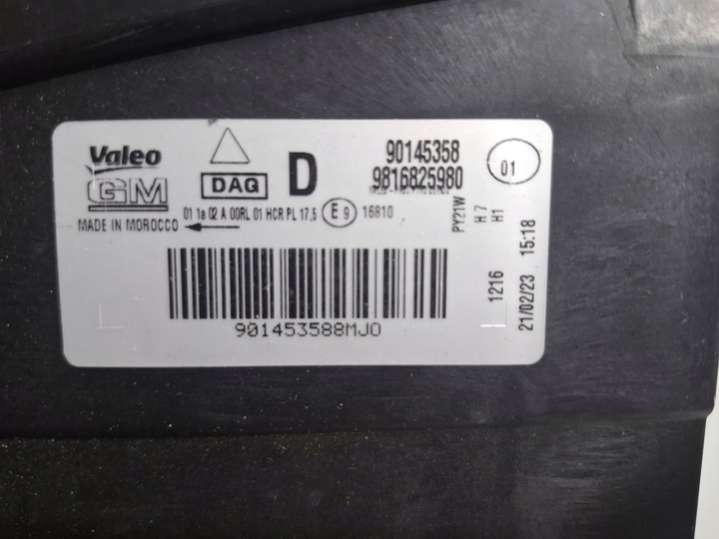 Valeo
GM
MADE IN MOROCCO
DAQ
D
90145358
9816825980
01
01 1a 02 A 00RL 01 HCR PL 17,5
E 9
16810
PY21W
H7
H1
1216
21/02/23 15:18
901453588MJ0